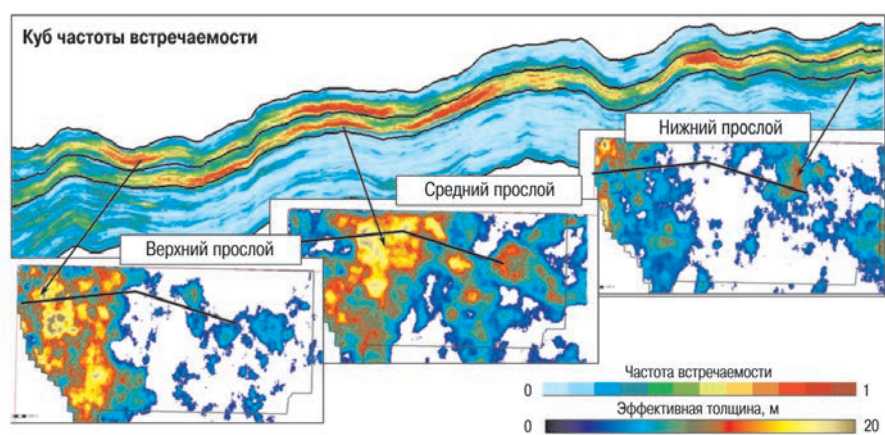 Куб частоты встречаемости
Нижний прослой
Средний прослой
Верхний прослой
Частота встречаемости
0 1
Эффективная толщина, м
0 20